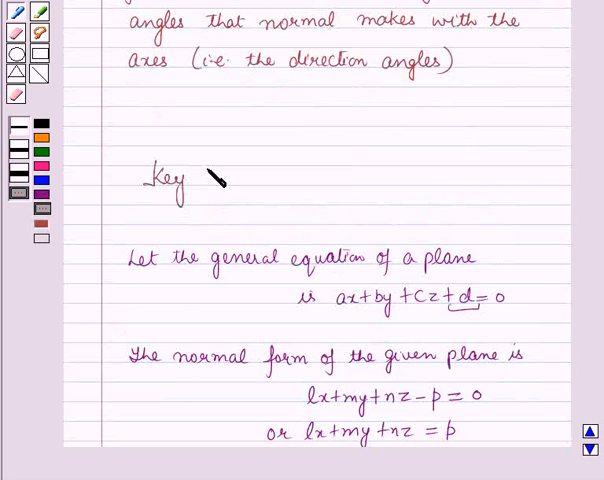 angles that normal makes with the
axes (i.e. the direction angles)
Key
Let the general equation of a plane
is ax+by+cz+d=0
The normal form of the given plane is
lx+my+nz-p=0
or lx+my+nz=p